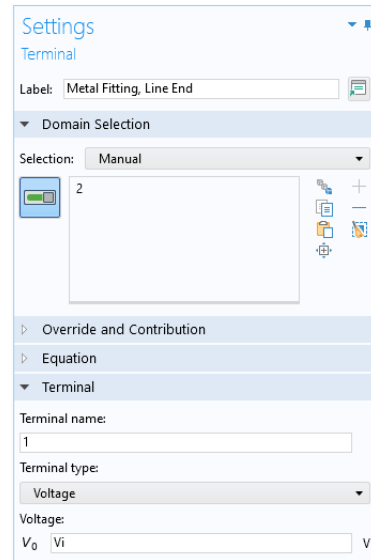 Settings
Terminal
Label: Metal Fitting, Line End
Domain Selection
Selection: Manual
2
Override and Contribution
Equation
Terminal
Terminal name:
1
Terminal type:
Voltage
Voltage:
V0 Vi V